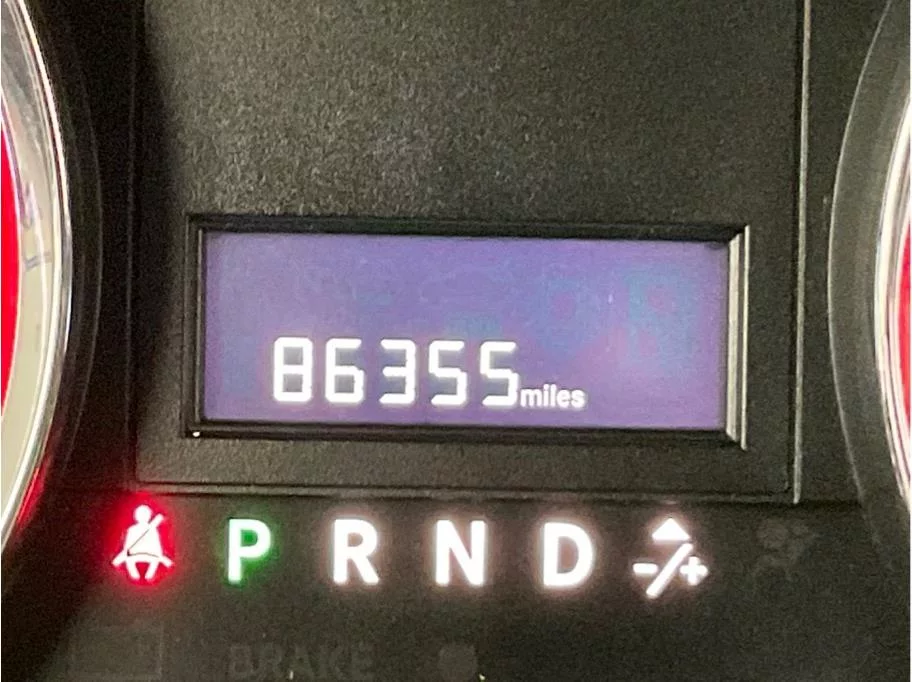 86355miles
P R N D -/+
BRAKE